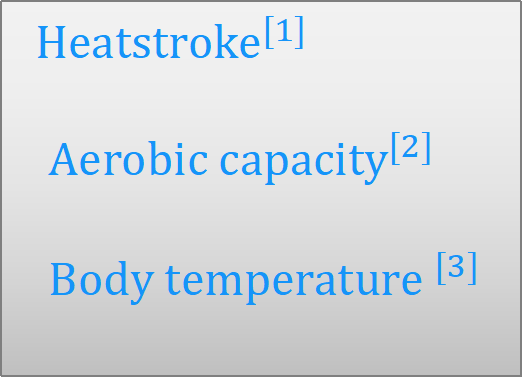 Heatstroke[1]
Aerobic capacity[2]
Body temperature [3]